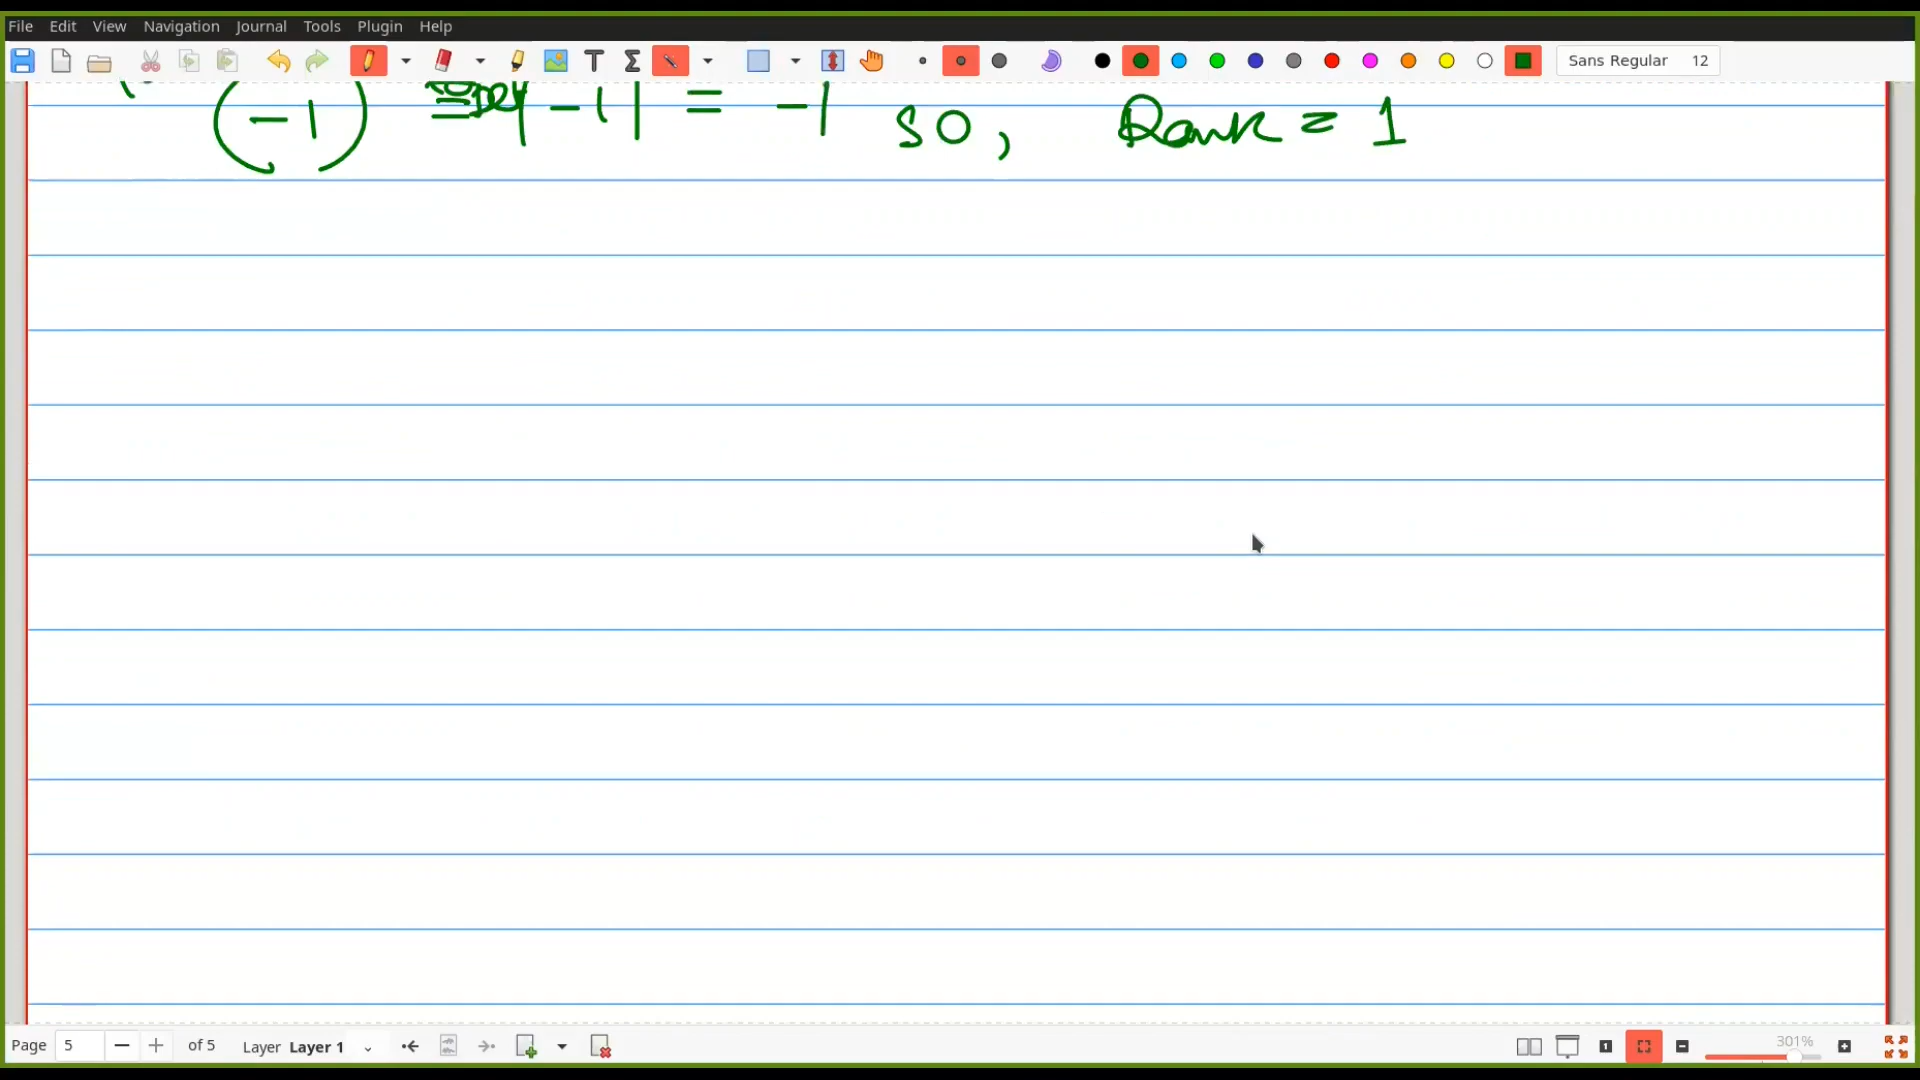 File Edit View Navigation Journal Tools Plugin Help
Sans Regular 12
(-1) |-1| = -1 so, Rank = 1
Page 5 of 5 Layer Layer 1 301%